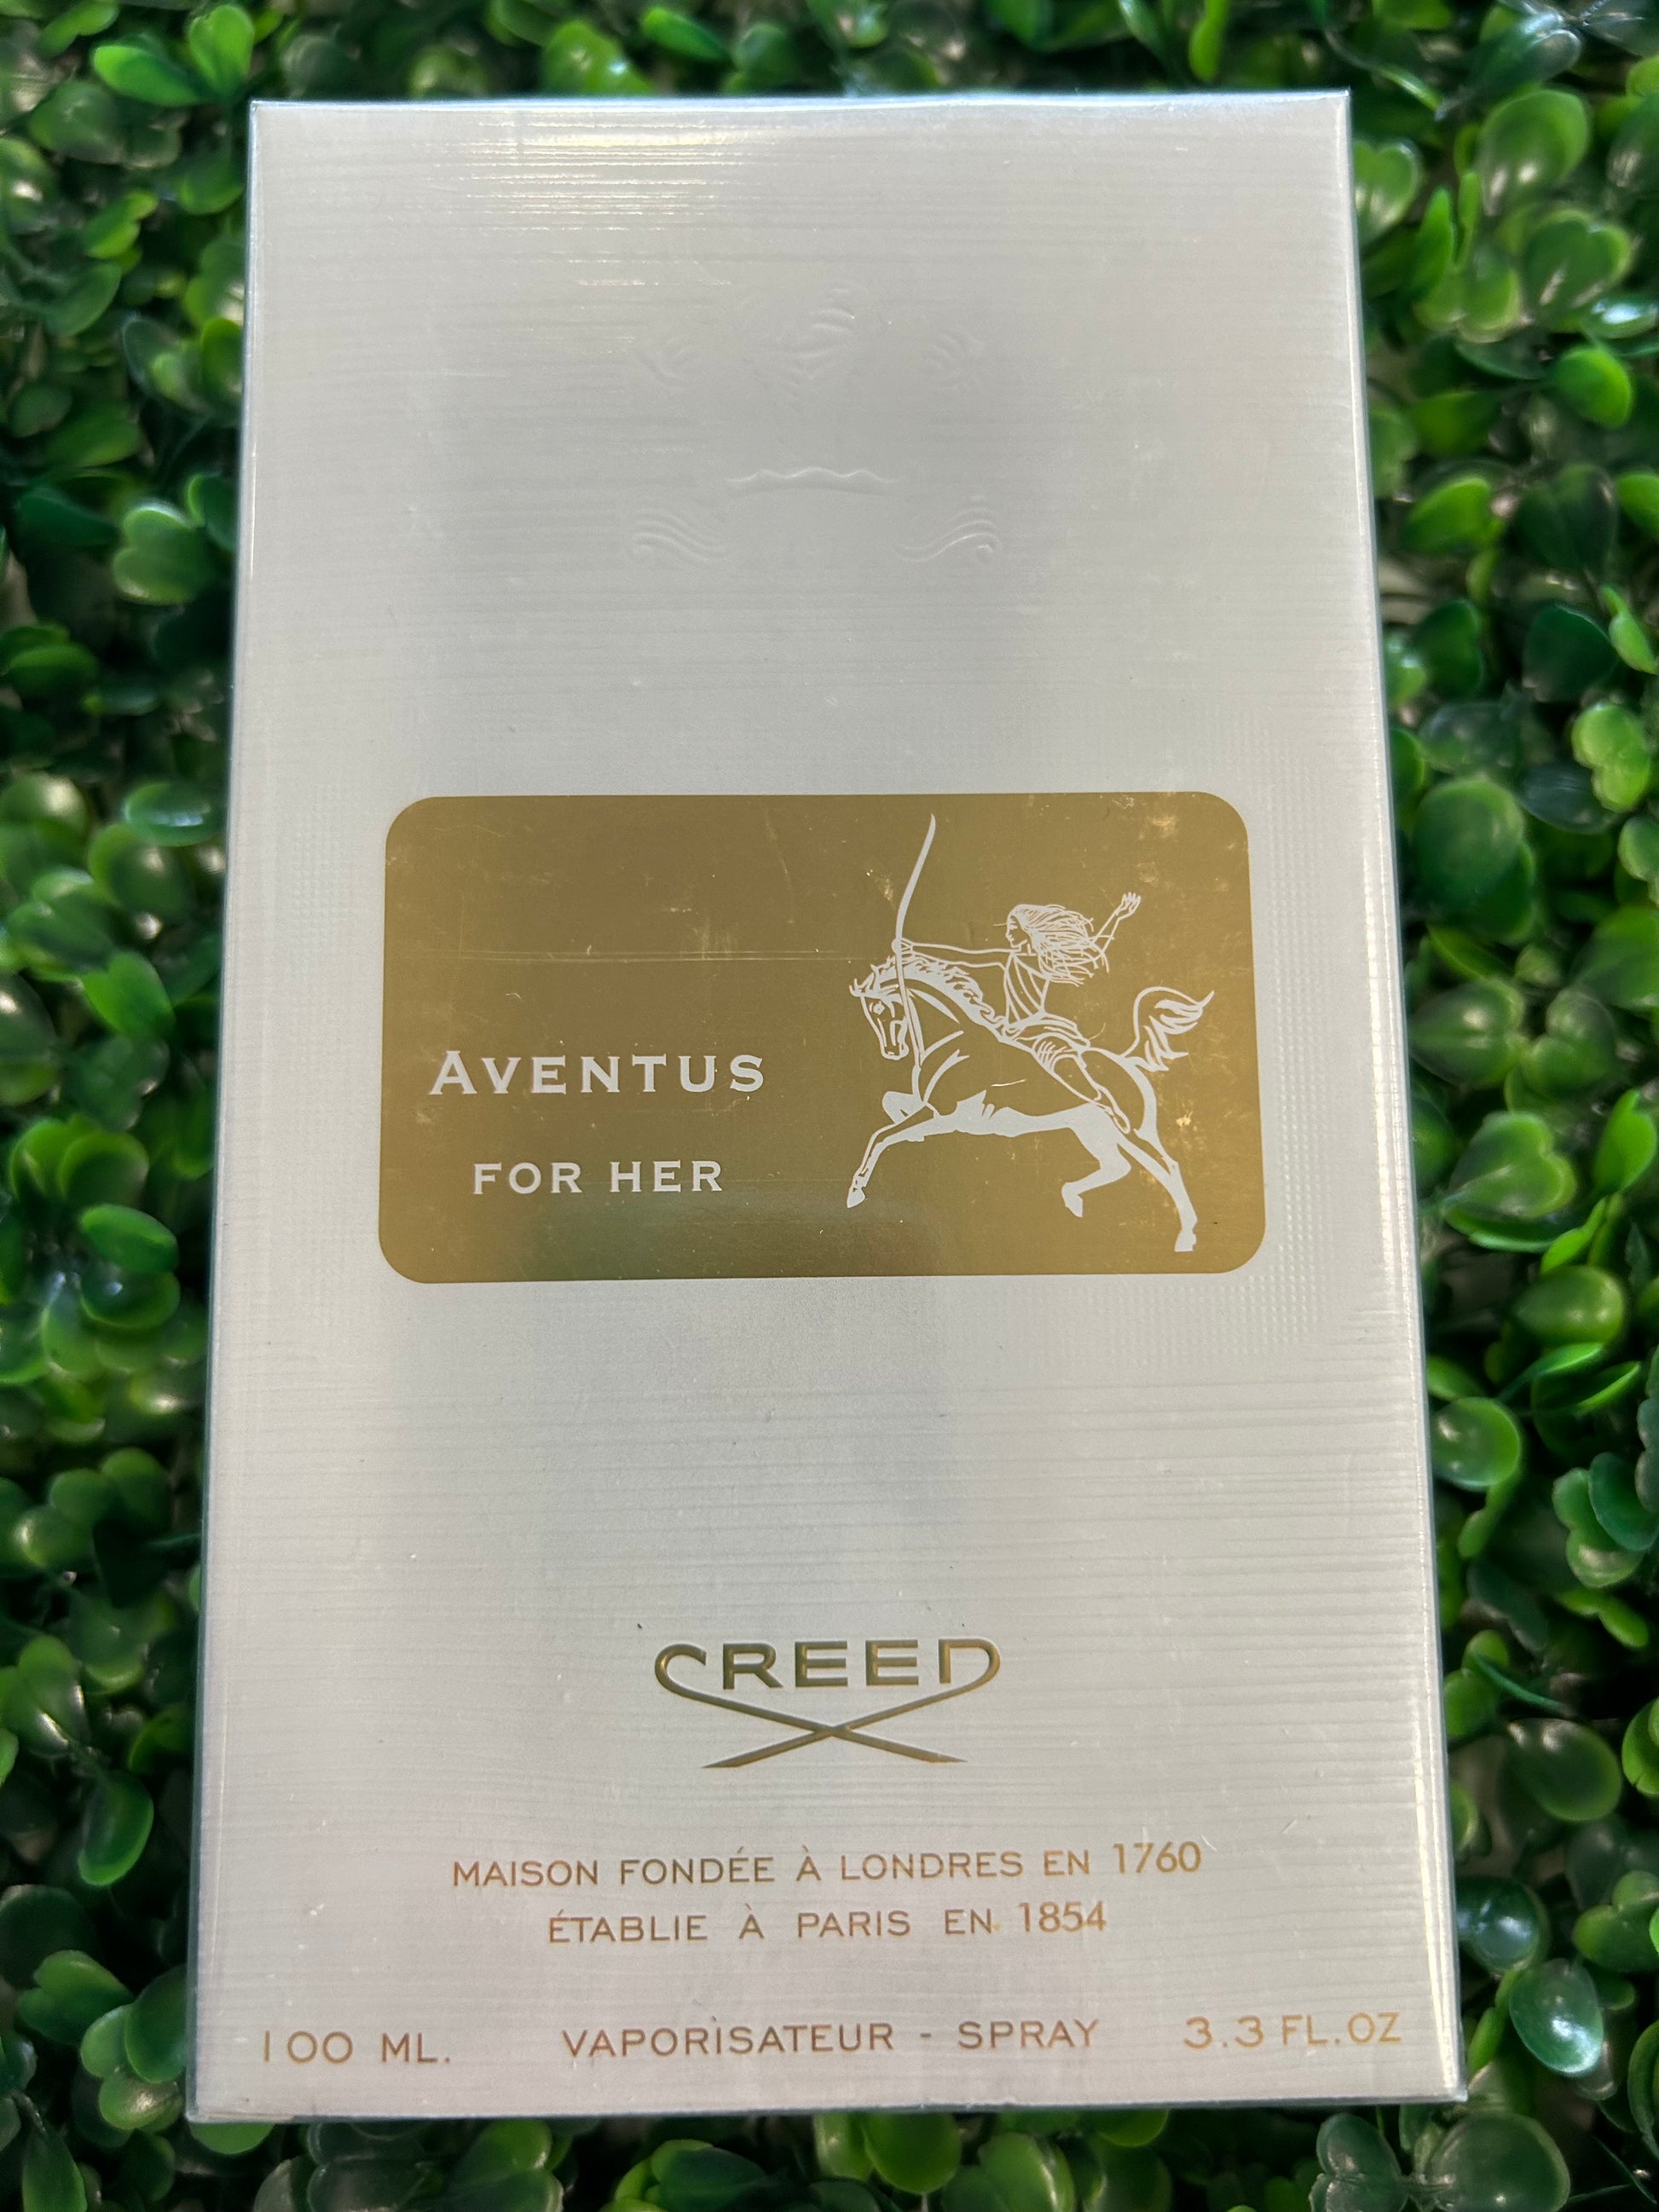 AVENTUS
FOR HER
CREED
MAISON FONDÉE À LONDRES EN 1760
ÉTABLIE À PARIS EN 1854
100 ML. VAPORISATEUR - SPRAY 3.3 FL.OZ